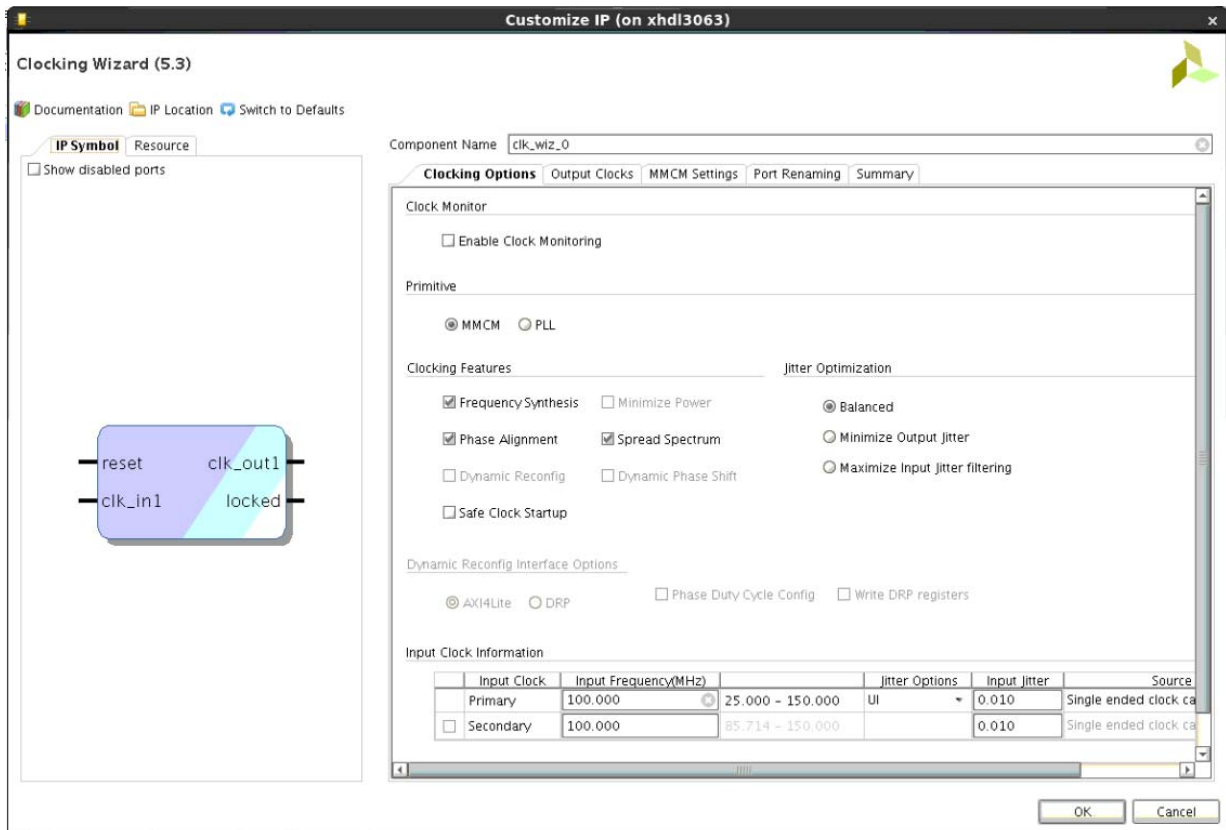 Customize IP (on xhdl3063)
Clocking Wizard (5.3)
Documentation IP Location Switch to Defaults
IP Symbol Resource
Show disabled ports
reset clk_out1
clk_in1 locked
Component Name clk_wiz_0
Clocking Options Output Clocks MMCM Settings Port Renaming Summary
Clock Monitor
Enable Clock Monitoring
Primitive
MMCM PLL
Clocking Features Jitter Optimization
Frequency Synthesis Minimize Power Balanced
Phase Alignment Spread Spectrum Minimize Output Jitter
Dynamic Reconfig Dynamic Phase Shift Maximize Input Jitter filtering
Safe Clock Startup
Dynamic Reconfig Interface Options
AXI4Lite DRP Phase Duty Cycle Config Write DRP registers
Input Clock Information
Input Clock Input Frequency(MHz) Jitter Options Input Jitter Source
Primary 100.000 25.000 - 150.000 UI 0.010 Single ended clock ca
Secondary 100.000 85.714 - 150.000 0.010 Single ended clock ca
OK Cancel